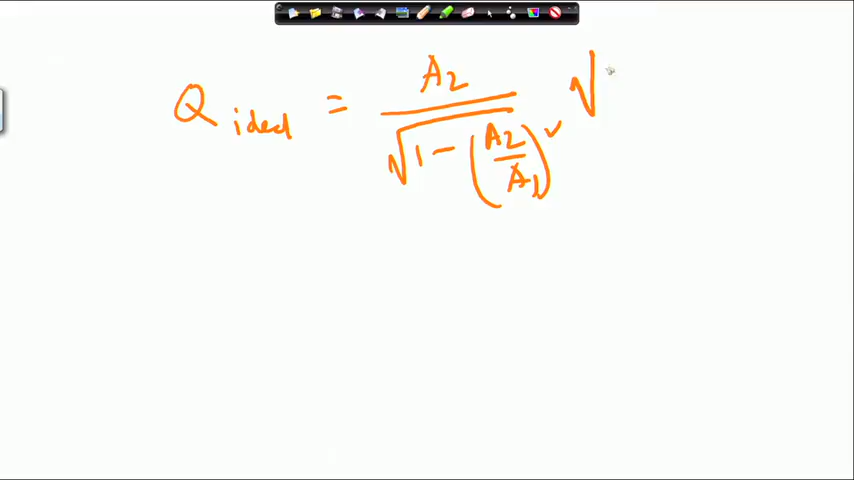 Q ideal = A2 / √(1 - (A2/A1)²) √